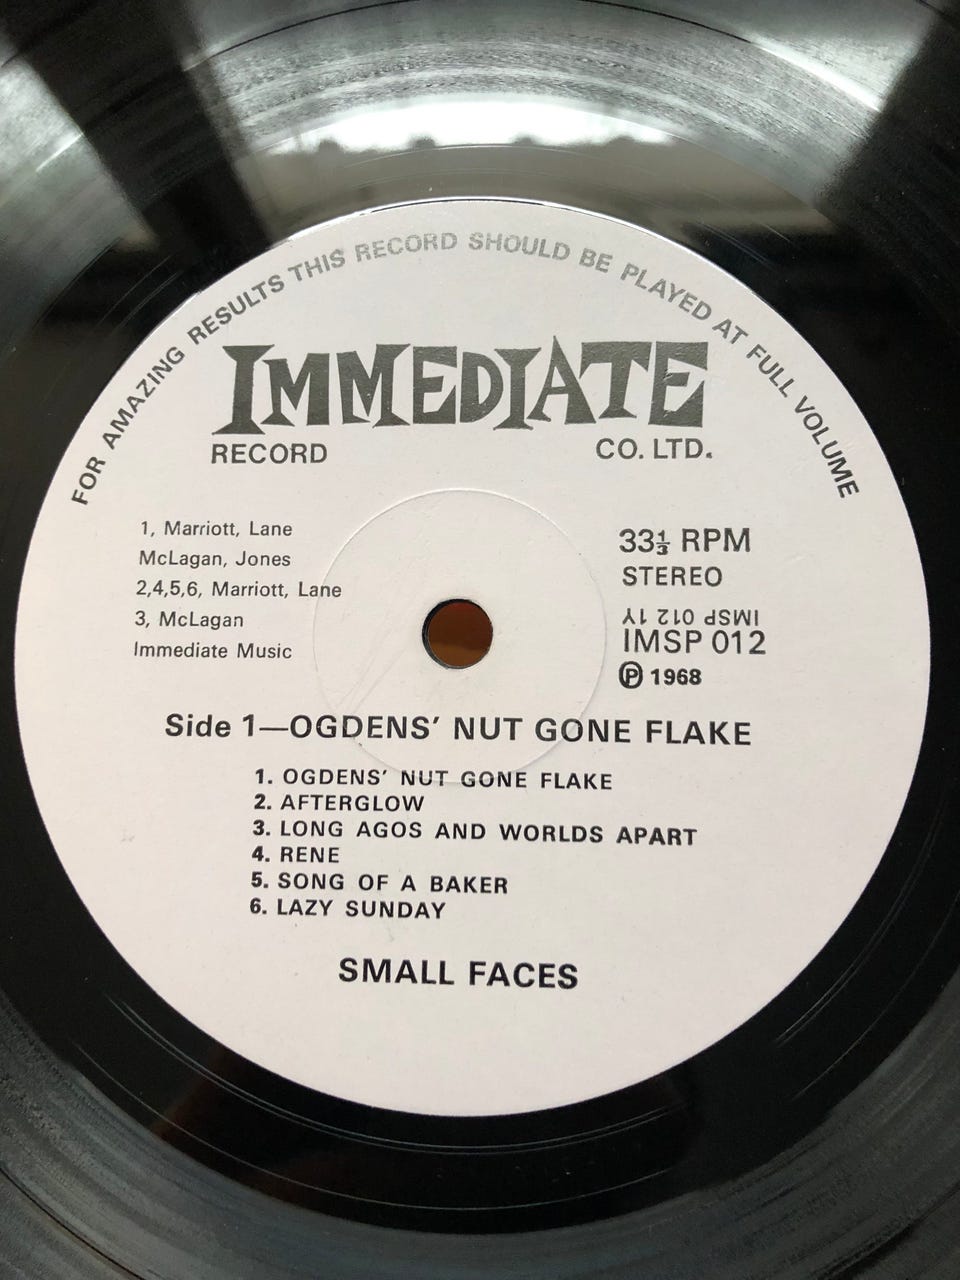 FOR AMAZING RESULTS THIS RECORD SHOULD BE PLAYED AT FULL VOLUME
IMMEDIATE
RECORD CO. LTD.
1, Marriott, Lane
McLagan, Jones
2,4,5,6, Marriott, Lane
3, McLagan
Immediate Music
33⅓ RPM
STEREO
IMSP 012 1Y
IMSP 012
℗ 1968
Side 1—OGDENS’ NUT GONE FLAKE
1. OGDENS’ NUT GONE FLAKE
2. AFTERGLOW
3. LONG AGOS AND WORLDS APART
4. RENE
5. SONG OF A BAKER
6. LAZY SUNDAY
SMALL FACES